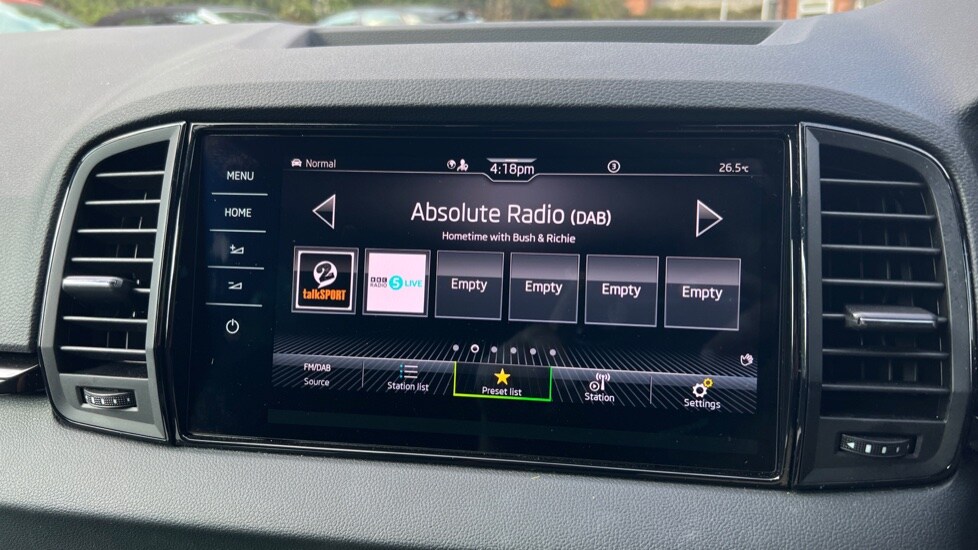 MENU
HOME
Normal
4:18pm
3
26.5°C
Absolute Radio (DAB)
Hometime with Bush & Richie
2
talkSPORT
BBC
RADIO 5 LIVE
Empty
Empty
Empty
Empty
FM/DAB
Source
Station list
Preset list
Station
Settings